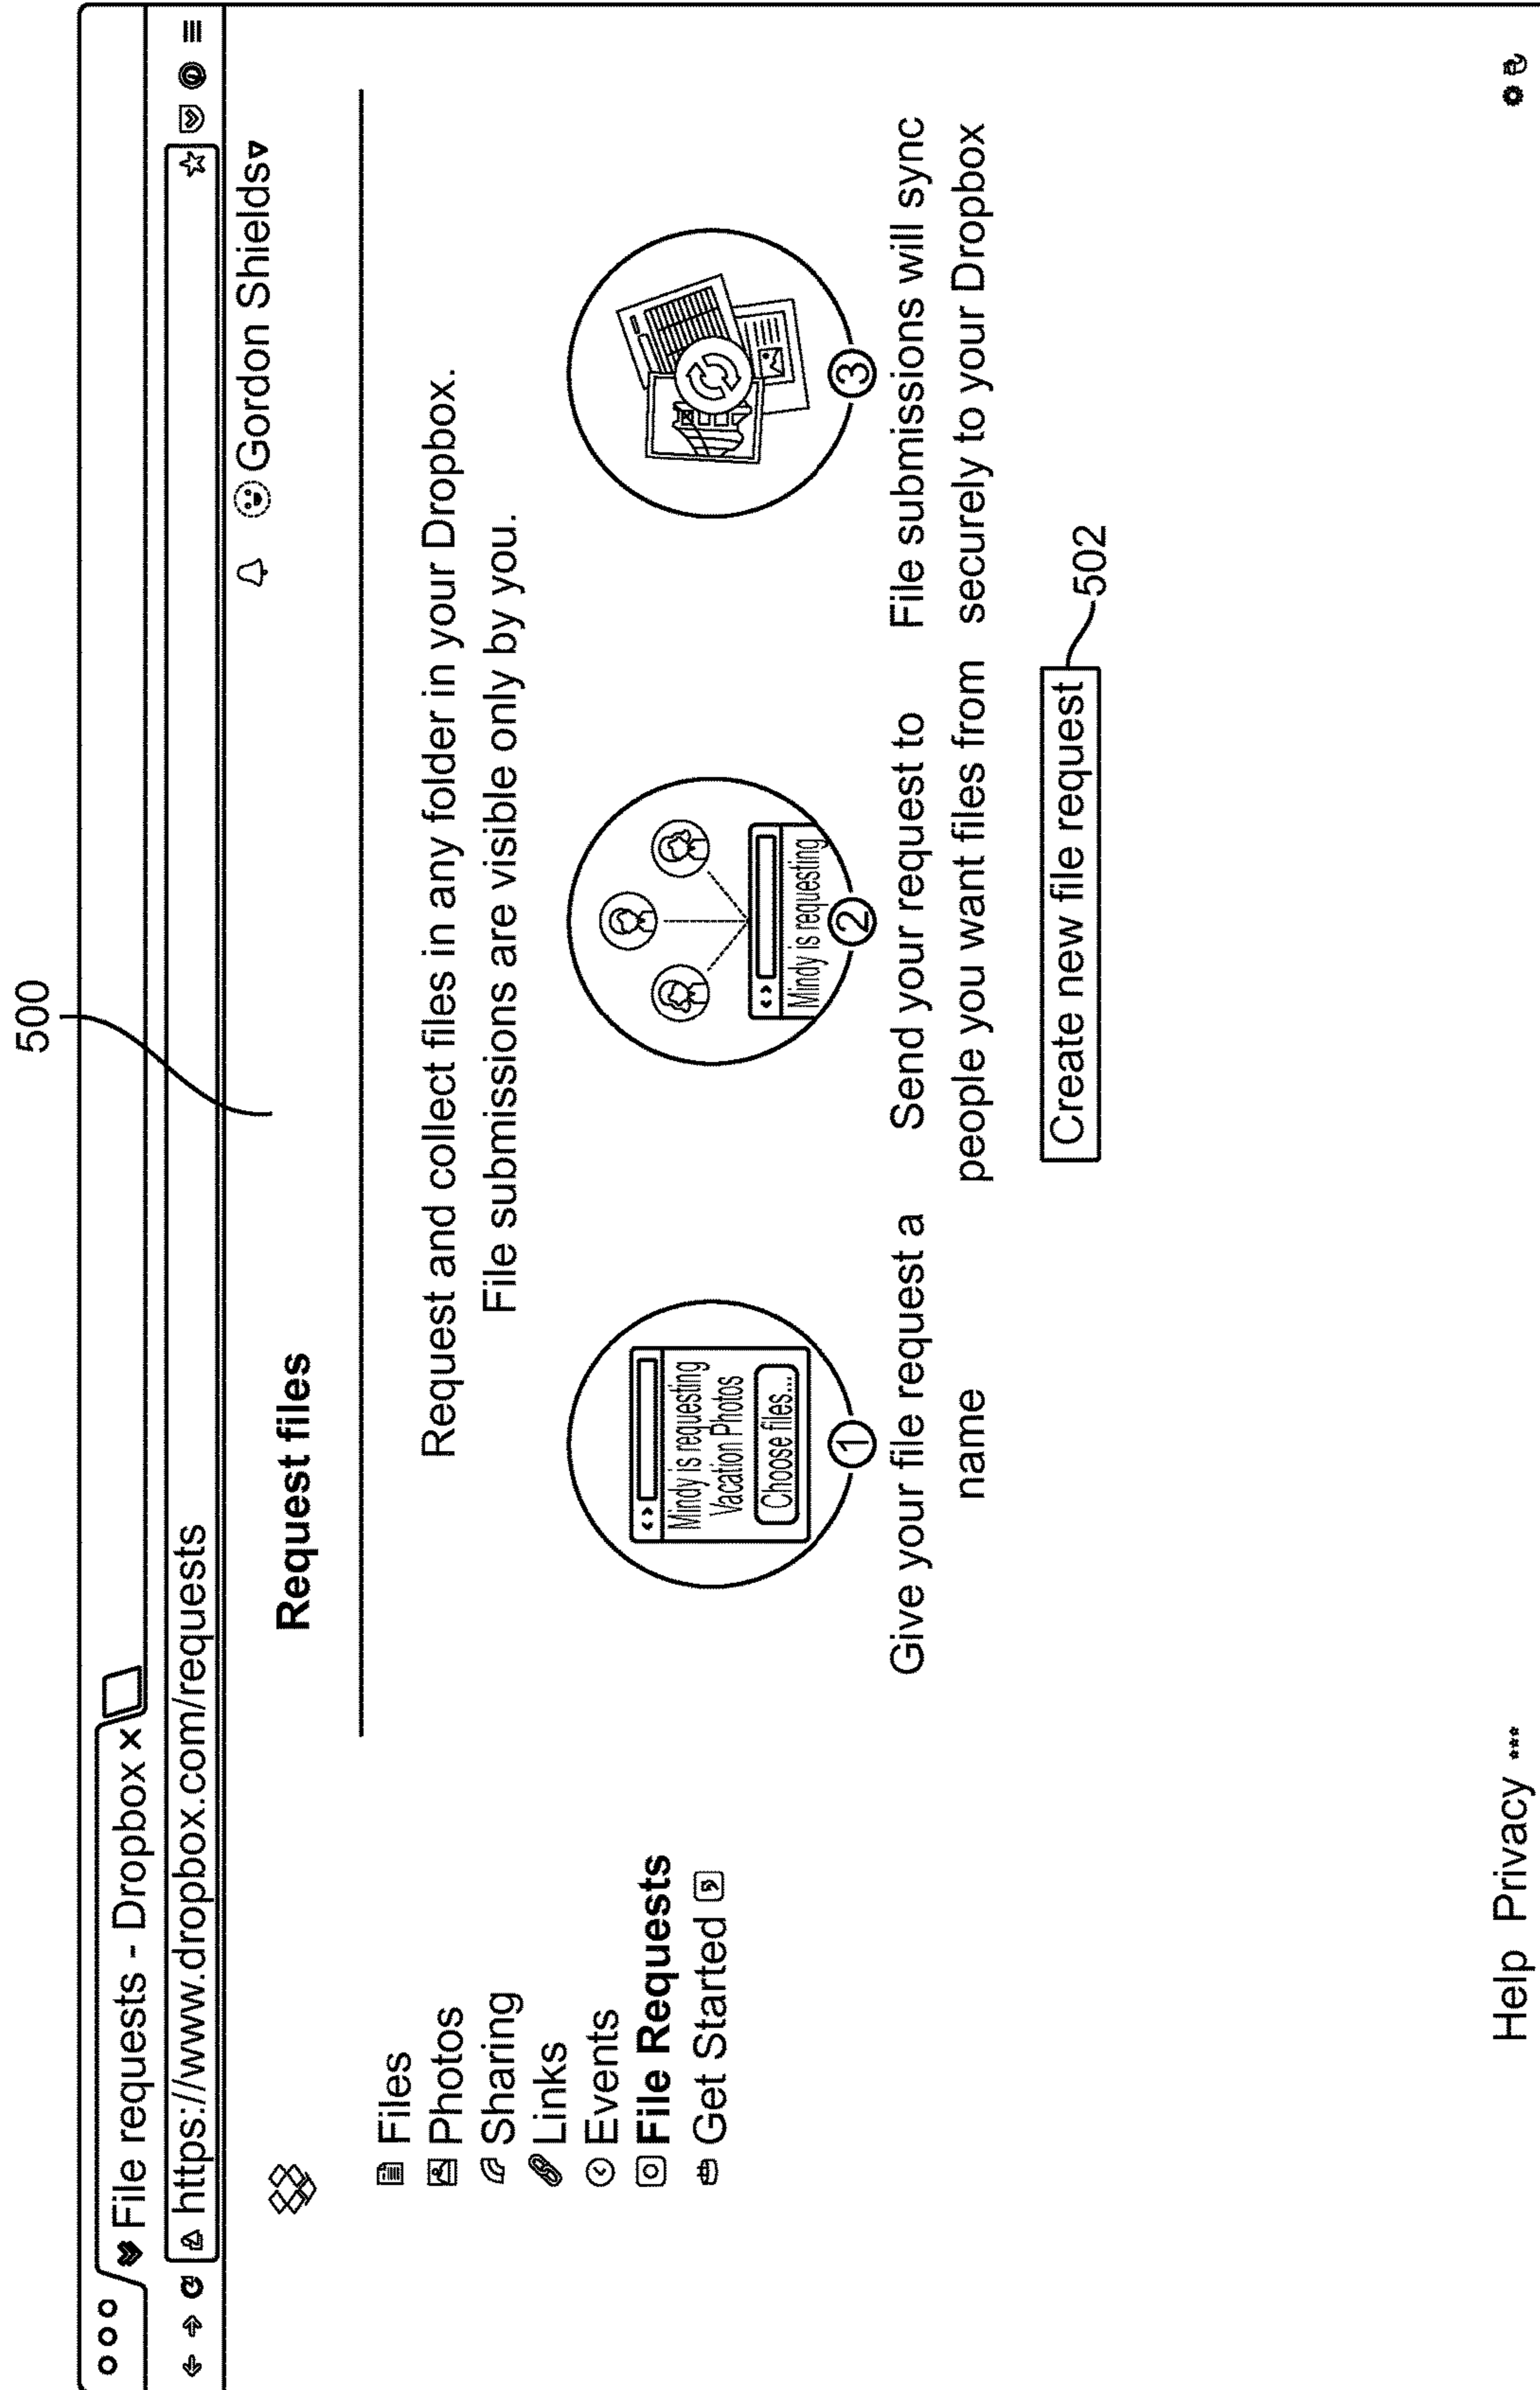 500
File requests - Dropbox x
https://www.dropbox.com/requests
Gordon Shields
Request files
Files
Photos
Sharing
Links
Events
File Requests
Get Started
Request and collect files in any folder in your Dropbox.
File submissions are visible only by you.
Mindy is requesting
Vacation Photos
Choose files...
1
Give your file request a
name
Mindy is requesting
2
Send your request to
people you want files from
3
File submissions will sync
securely to your Dropbox
Create new file request
502
Help Privacy ***